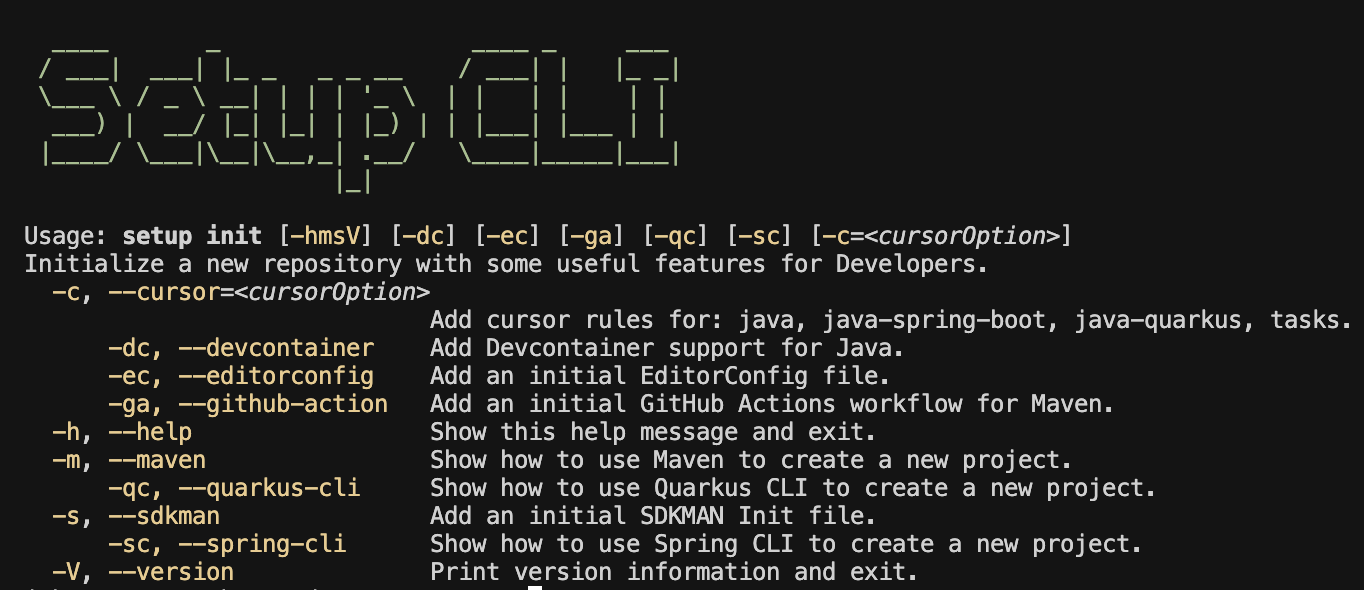 Setup CLI
Usage: setup init [-hmsV] [-dc] [-ec] [-ga] [-qc] [-sc] [-c=<cursorOption>]
Initialize a new repository with some useful features for Developers.
-c, --cursor=<cursorOption>
Add cursor rules for: java, java-spring-boot, java-quarkus, tasks.
-dc, --devcontainer Add Devcontainer support for Java.
-ec, --editorconfig Add an initial EditorConfig file.
-ga, --github-action Add an initial GitHub Actions workflow for Maven.
-h, --help Show this help message and exit.
-m, --maven Show how to use Maven to create a new project.
-qc, --quarkus-cli Show how to use Quarkus CLI to create a new project.
-s, --sdkman Add an initial SDKMAN Init file.
-sc, --spring-cli Show how to use Spring CLI to create a new project.
-V, --version Print version information and exit.